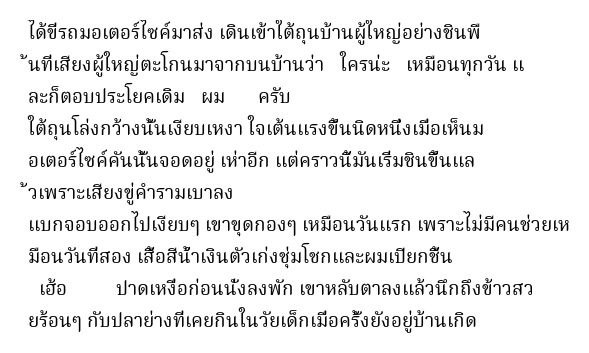 ได้ขี่รถมอเตอร์ไซค์มาส่ง เดินเข้าใต้ถุนบ้านผู้ใหญ่อย่างชินพื
้นที่เสียงผู้ใหญ่ตะโกนมาจากบนบ้านว่า ใครน่ะ เหมือนทุกวัน แ
ละก็ตอบประโยคเดิม ผม ครับ
ใต้ถุนโล่งกว้างนั้นเงียบเหงา ใจเต้นแรงขึ้นนิดหนึ่งเมื่อเห็นม
อเตอร์ไซค์คันนั้นจอดอยู่ เห่าอีก แต่คราวนี้มันเริ่มชินขึ้นแล
้วเพราะเสียงขู่คำรามเบาลง
แบกจอบออกไปเงียบๆ เขาขุดกองๆ เหมือนวันแรก เพราะไม่มีคนช่วยเห
มือนวันที่สอง เสื้อสีน้ำเงินตัวเก่งชุ่มโชกและผมเปียกชื้น
เฮ้อ ปาดเหงื่อก่อนนั่งลงพัก เขาหลับตาลงแล้วนึกถึงข้าวสว
ยร้อนๆ กับปลาย่างที่เคยกินในวัยเด็กเมื่อครั้งยังอยู่บ้านเกิด